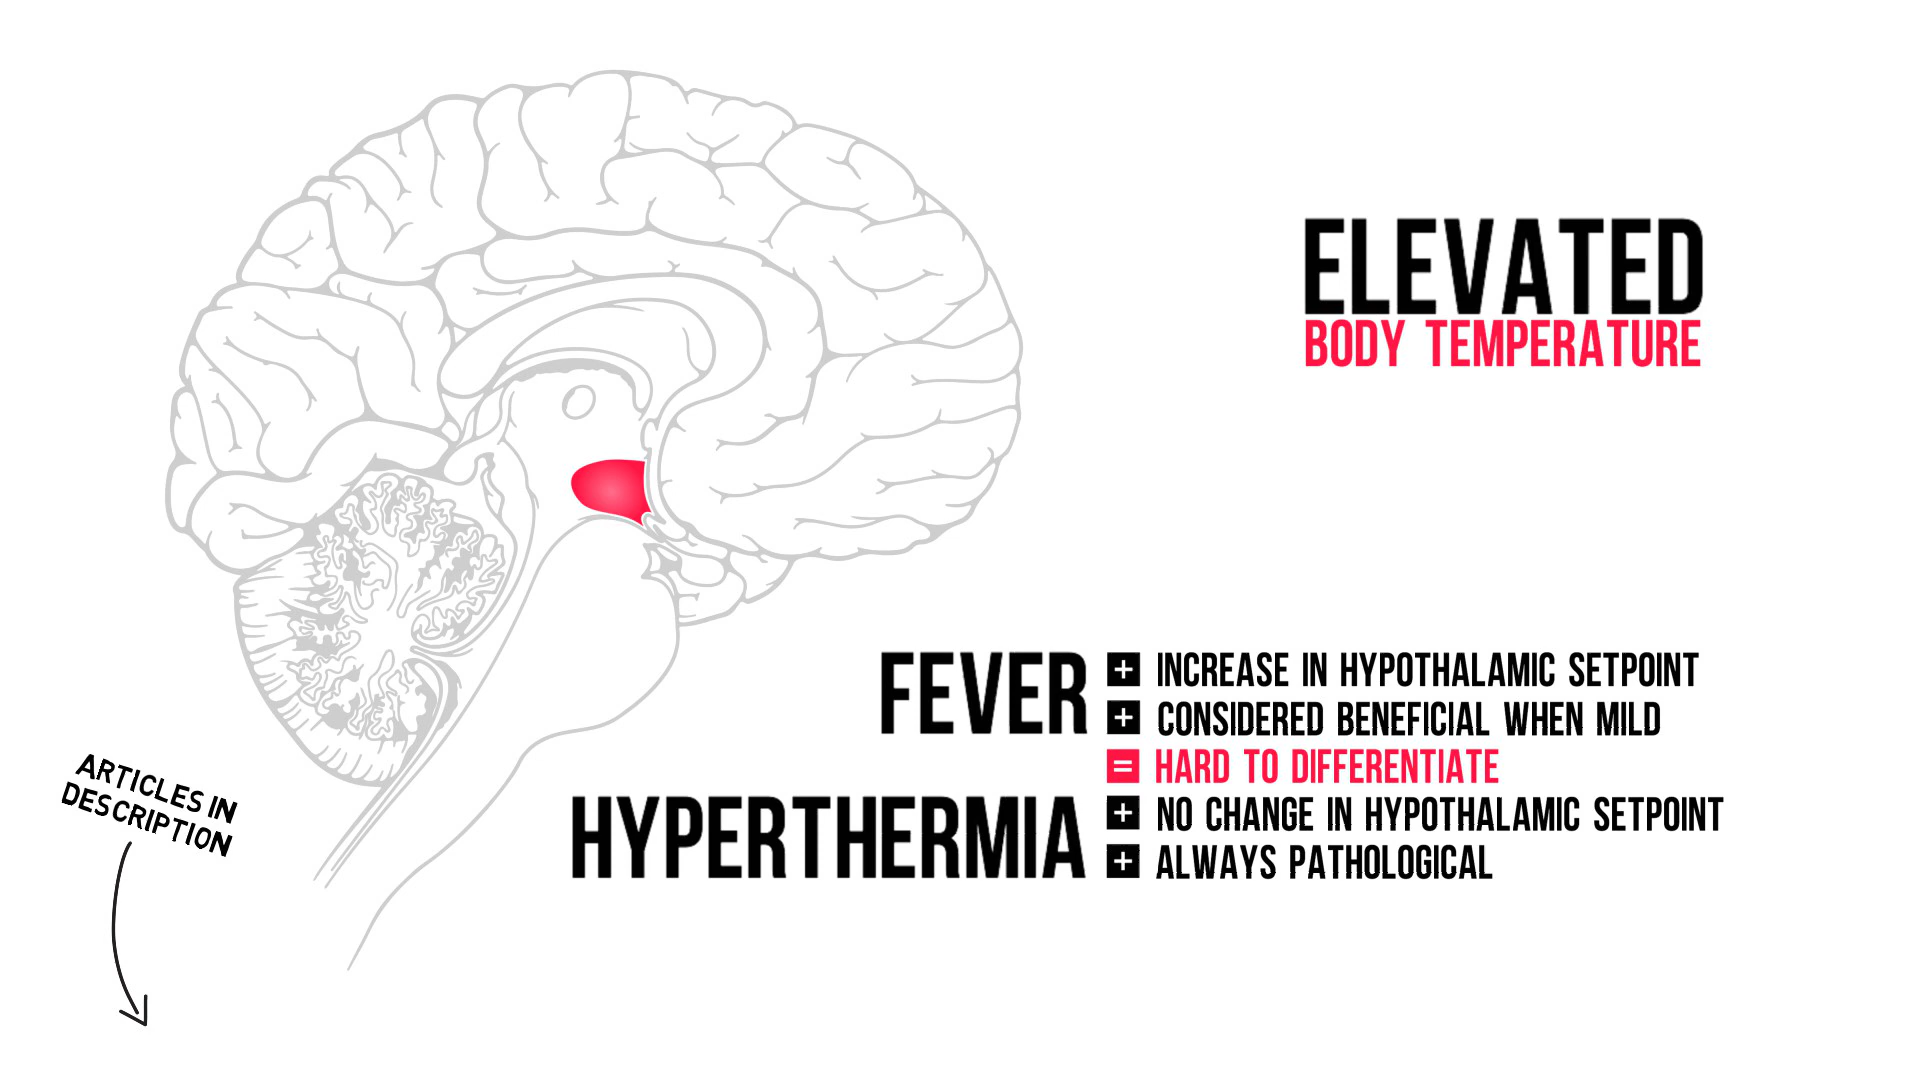 ELEVATED
BODY TEMPERATURE
FEVER
+ INCREASE IN HYPOTHALAMIC SETPOINT
+ CONSIDERED BENEFICIAL WHEN MILD
= HARD TO DIFFERENTIATE
HYPERTHERMIA
+ NO CHANGE IN HYPOTHALAMIC SETPOINT
+ ALWAYS PATHOLOGICAL
ARTICLES IN
DESCRIPTION